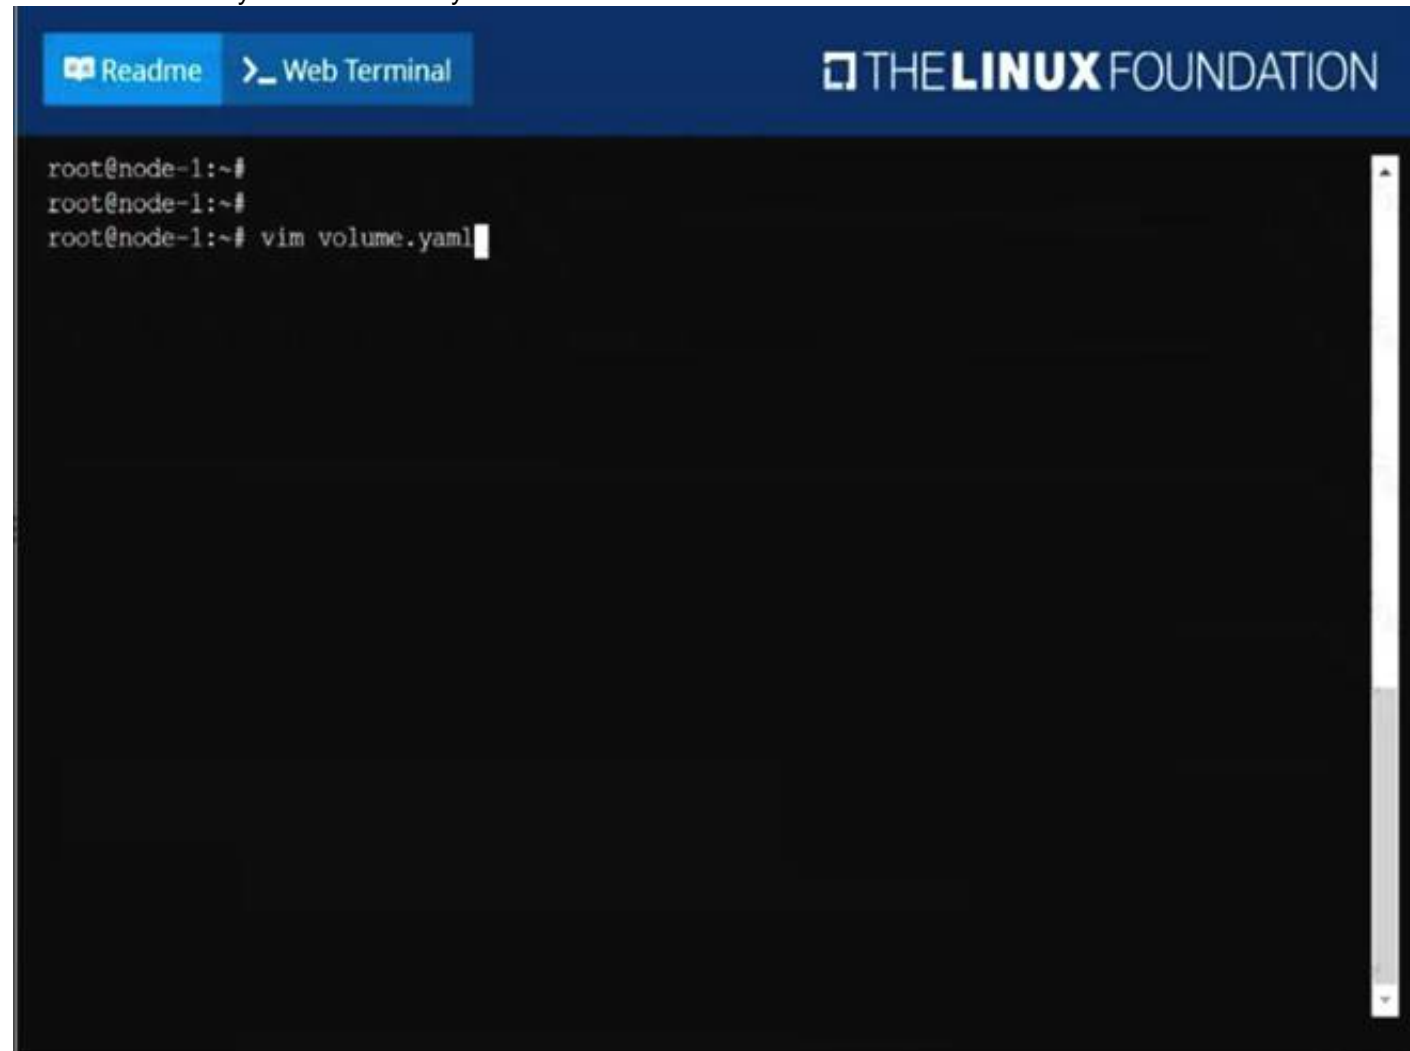 Readme
>_ Web Terminal
THE LINUX FOUNDATION
root@node-1:~#
root@node-1:~#
root@node-1:~# vim volume.yaml